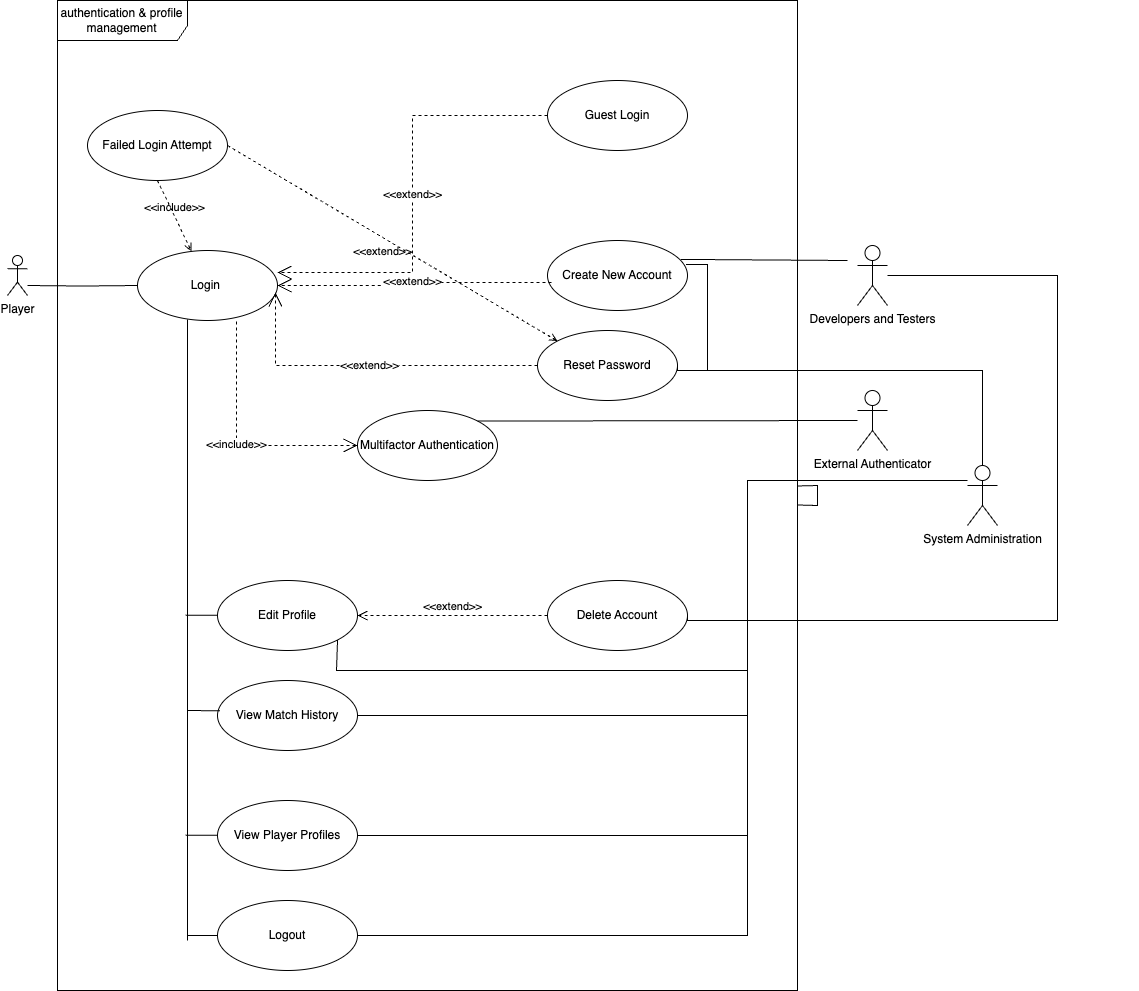 authentication & profile
management
Guest Login
Failed Login Attempt
<<extend>>
<<include>>
<<extend>>
Create New Account
<<extend>>
Login
Player
Developers and Testers
<<extend>>
Reset Password
<<include>>
Multifactor Authentication
External Authenticator
System Administration
<<extend>>
Edit Profile
Delete Account
View Match History
View Player Profiles
Logout